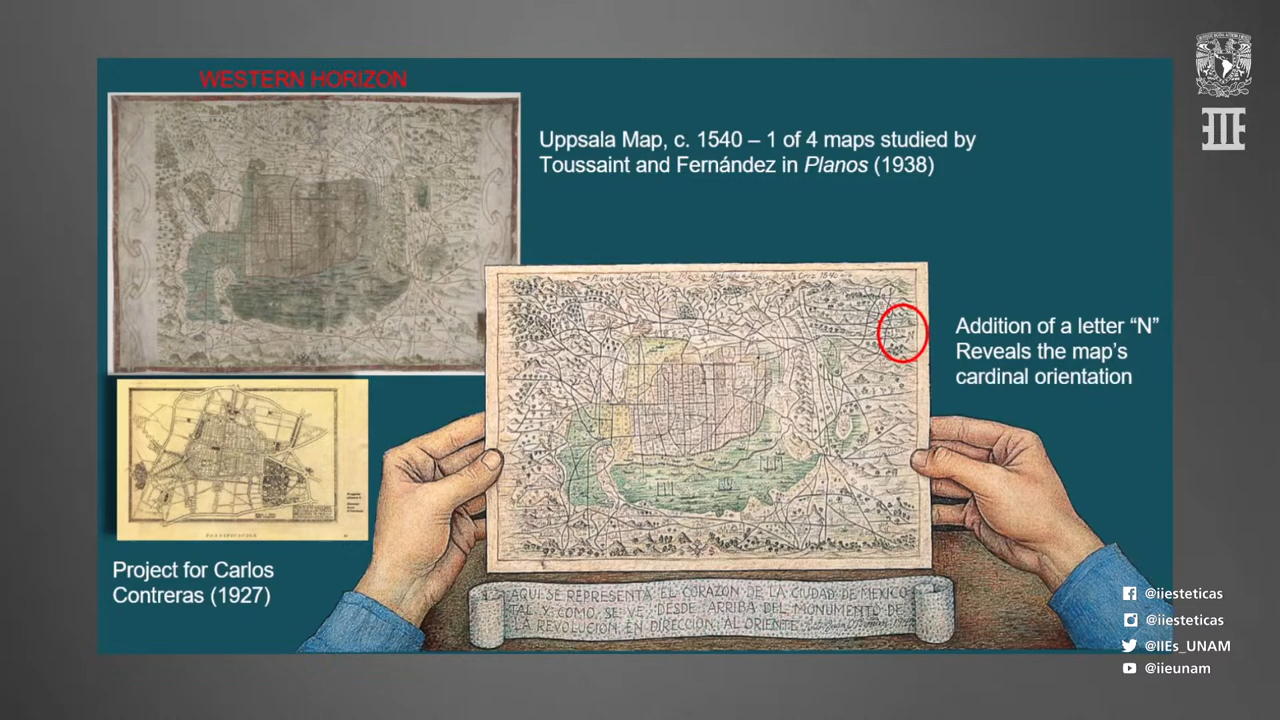 WESTERN HORIZON
Uppsala Map, c. 1540 – 1 of 4 maps studied by
Toussaint and Fernández in Planos (1938)
Addition of a letter “N”
Reveals the map’s
cardinal orientation
Project for Carlos
Contreras (1927)
AQUI SE REPRESENTA EL CORAZON DE LA CIUDAD DE MEXICO
TAL Y COMO SE VE DESDE ARRIBA DEL MONUMENTO DE
LA REVOLUCION EN DIRECCION AL ORIENTE
@iiesteticas
@iiesteticas
@IIEs_UNAM
@iieunam